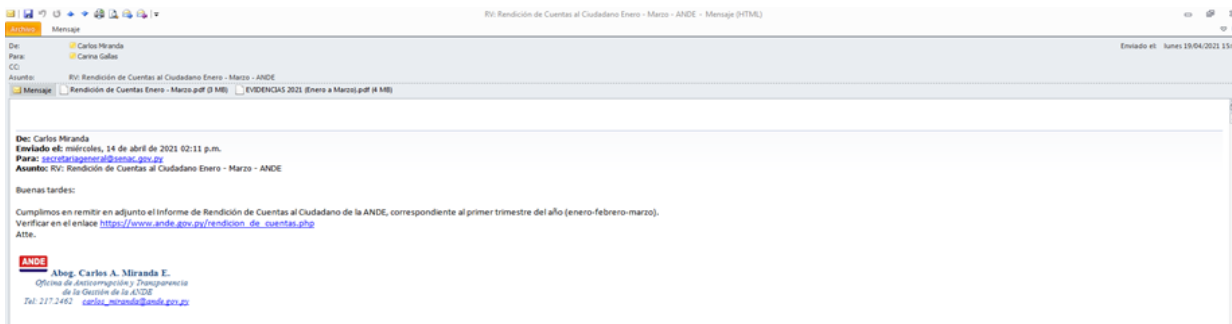 RV: Rendición de Cuentas al Ciudadano Enero - Marzo - ANDE - Mensaje (HTML)
Archivo Mensaje
De: Carlos Miranda Enviado el: lunes 19/04/2021 15:
Para: Carina Gallas
CC:
Asunto: RV: Rendición de Cuentas al Ciudadano Enero - Marzo - ANDE
Mensaje Rendición de Cuentas Enero - Marzo.pdf (3 MB) EVIDENCIAS 2021 (Enero a Marzo).pdf (4 MB)
De: Carlos Miranda
Enviado el: miércoles, 14 de abril de 2021 02:11 p.m.
Para: secretariageneral@senac.gov.py
Asunto: RV: Rendición de Cuentas al Ciudadano Enero - Marzo - ANDE
Buenas tardes:
Cumplimos en remitir en adjunto el Informe de Rendición de Cuentas al Ciudadano de la ANDE, correspondiente al primer trimestre del año (enero-febrero-marzo).
Verificar en el enlace https://www.ande.gov.py/rendicion_de_cuentas.php
Atte.
ANDE
Abog. Carlos A. Miranda E.
Oficina de Anticorrupción y Transparencia
de la Gestión de la ANDE
Tel: 217.2462 carlos_miranda@ande.gov.py